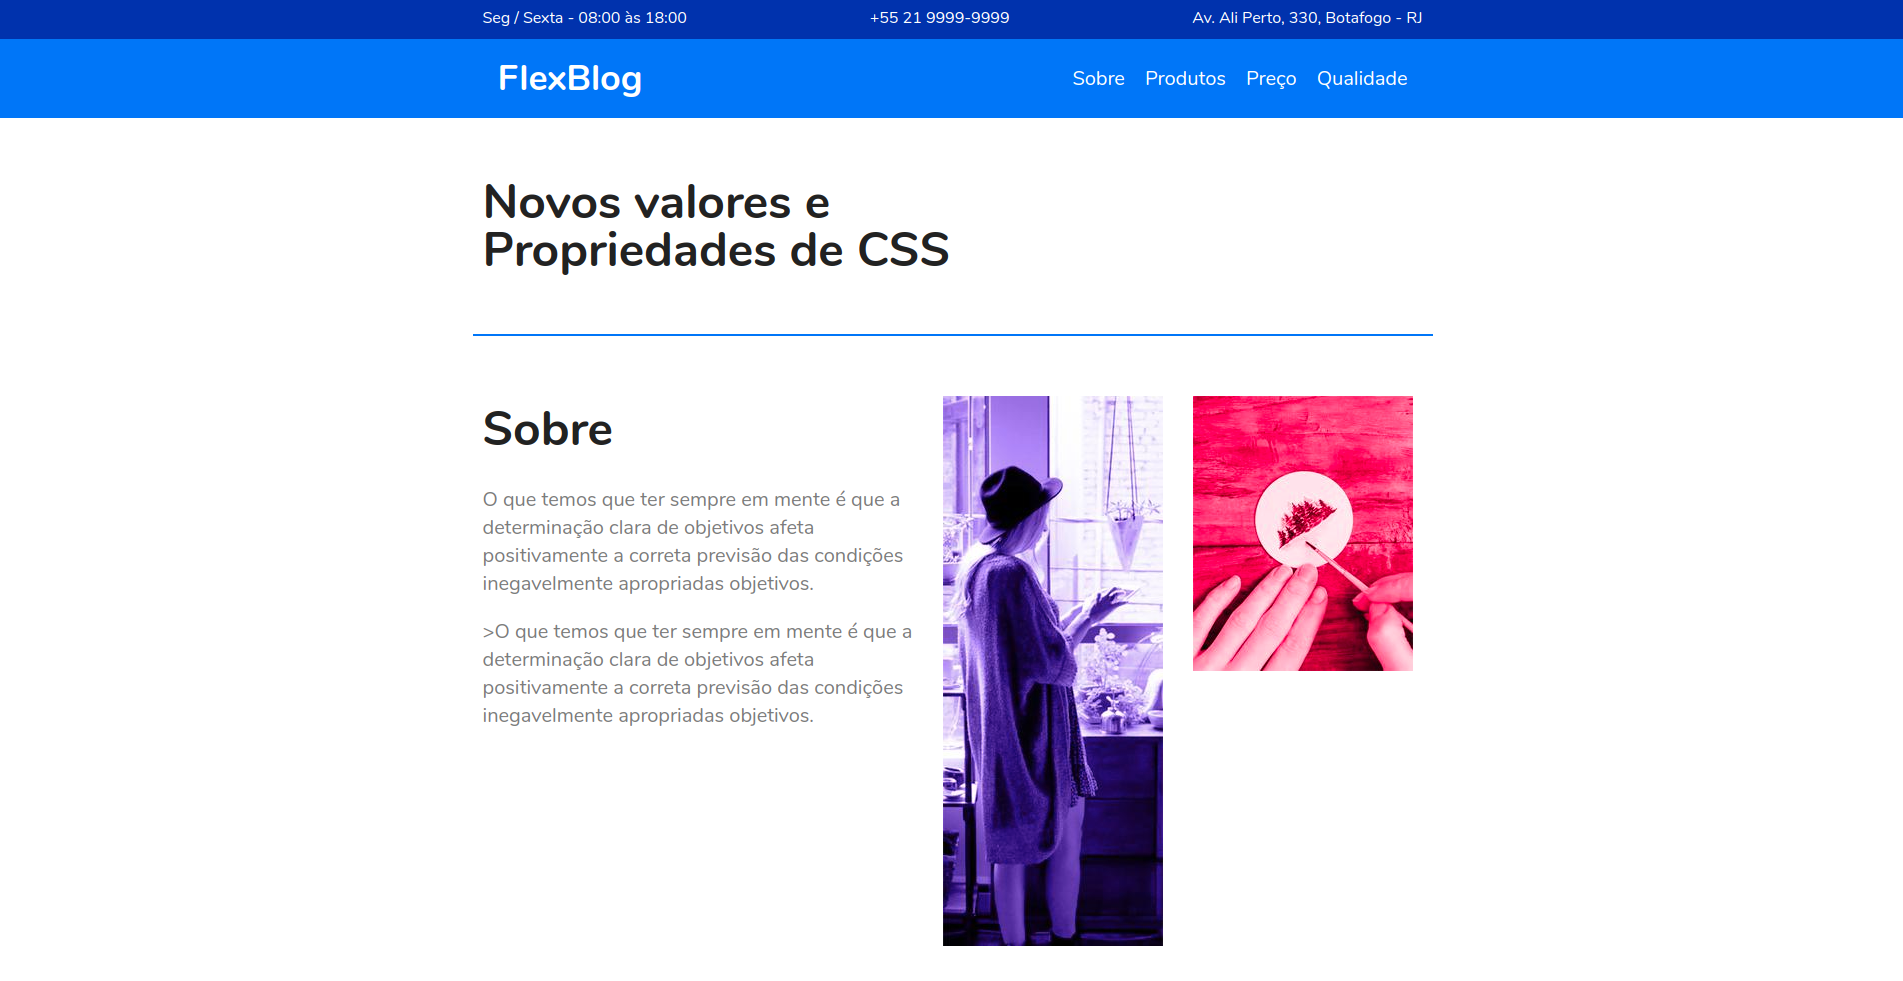 Seg / Sexta - 08:00 às 18:00
+55 21 9999-9999
Av. Ali Perto, 330, Botafogo - RJ
FlexBlog
Sobre
Produtos
Preço
Qualidade
Novos valores e
Propriedades de CSS
Sobre
O que temos que ter sempre em mente é que a
determinação clara de objetivos afeta
positivamente a correta previsão das condições
inegavelmente apropriadas objetivos.
>O que temos que ter sempre em mente é que a
determinação clara de objetivos afeta
positivamente a correta previsão das condições
inegavelmente apropriadas objetivos.